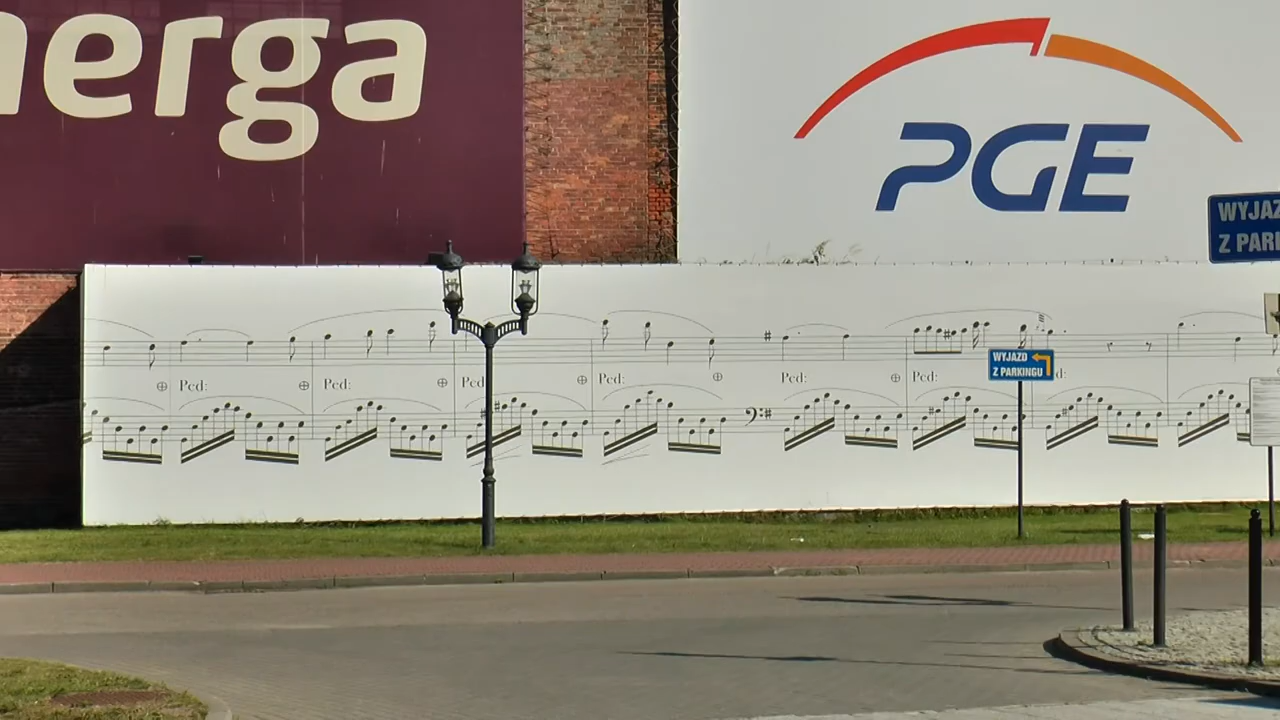 nerga
PGE
WYJAZ
Z PARK
WYJAZD
Z PARKINGU
Ped: Ped: Ped Ped: Ped: Ped: d: